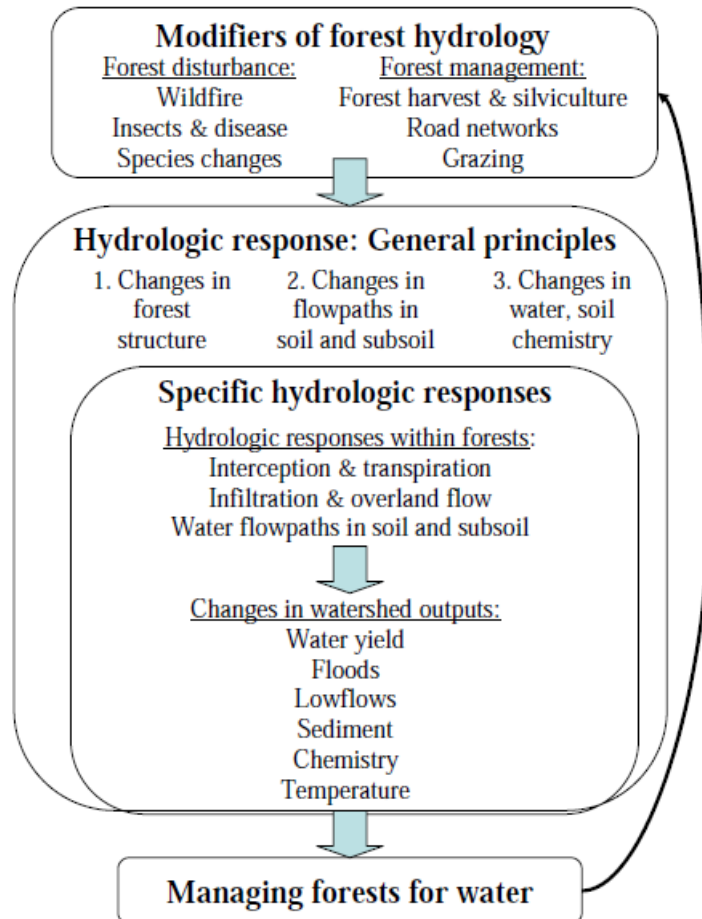 Modifiers of forest hydrology
Forest disturbance:
Wildfire
Insects & disease
Species changes
Forest management:
Forest harvest & silviculture
Road networks
Grazing
Hydrologic response: General principles
1. Changes in
forest
structure
2. Changes in
flowpaths in
soil and subsoil
3. Changes in
water, soil
chemistry
Specific hydrologic responses
Hydrologic responses within forests:
Interception & transpiration
Infiltration & overland flow
Water flowpaths in soil and subsoil
Changes in watershed outputs:
Water yield
Floods
Lowflows
Sediment
Chemistry
Temperature
Managing forests for water